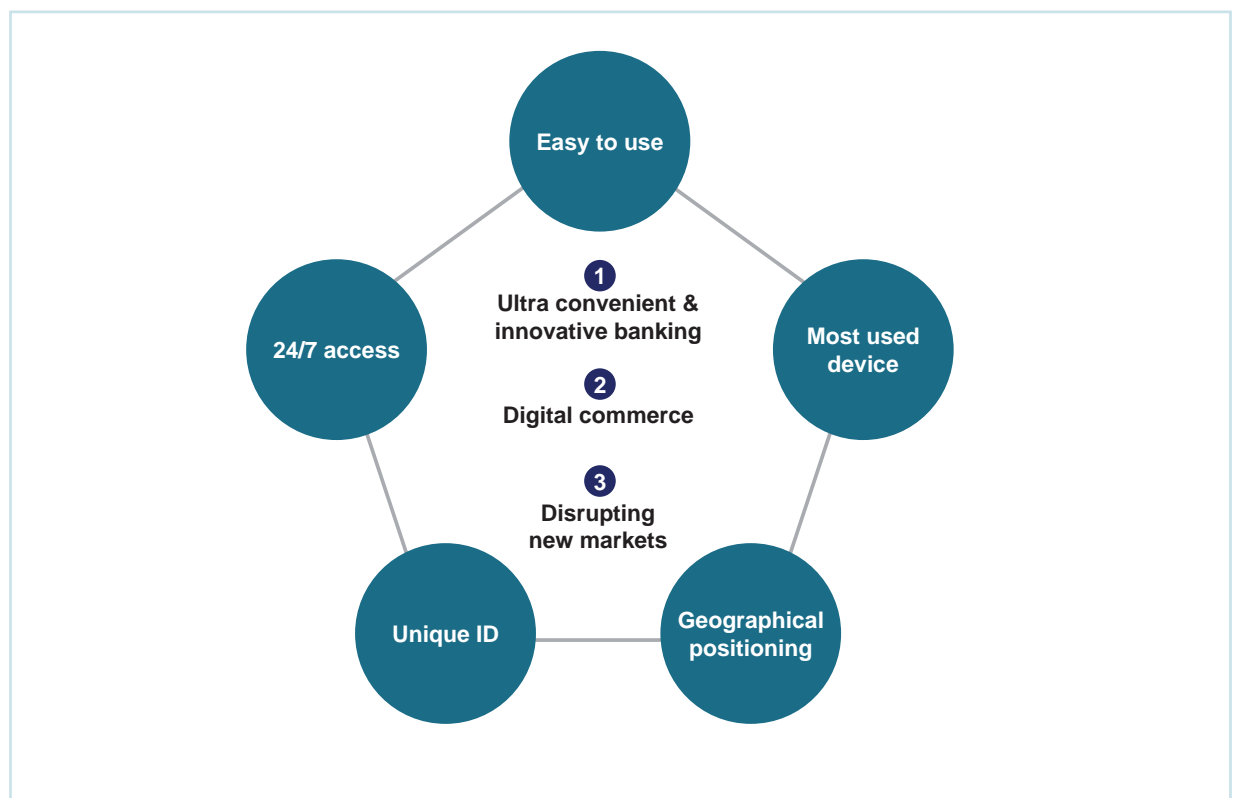 Easy to use
1
Ultra convenient &
innovative banking
24/7 access
Most used
device
2
Digital commerce
3
Disrupting
new markets
Unique ID
Geographical
positioning